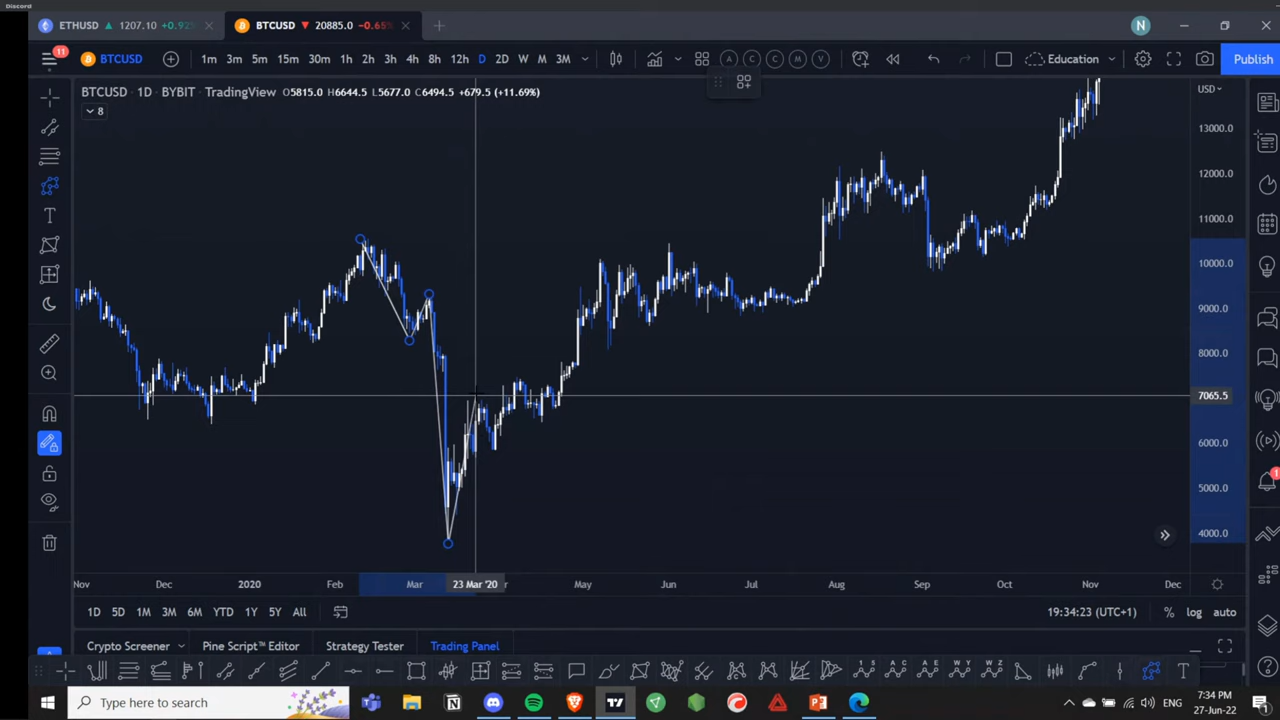 Discord
ETHUSD ▲ 1207.10 +0.92%
BTCUSD ▼ 20885.0 −0.65%
N
11
BTCUSD
1m 3m 5m 15m 30m 1h 2h 3h 4h 8h 12h D 2D W M 3M
A C C M V
Education
Publish
BTCUSD · 1D · BYBIT · TradingView O5815.0 H6644.5 L5677.0 C6494.5 +679.5 (+11.69%)
USD
8
13000.0
12000.0
11000.0
10000.0
9000.0
8000.0
7065.5
6000.0
5000.0
4000.0
Nov Dec 2020 Feb Mar 23 Mar '20 r May Jun Jul Aug Sep Oct Nov Dec
1D 5D 1M 3M 6M YTD 1Y 5Y All
19:34:23 (UTC+1) % log auto
Crypto Screener Pine Script™ Editor Strategy Tester Trading Panel
Type here to search
ENG
7:34 PM
27-Jun-22